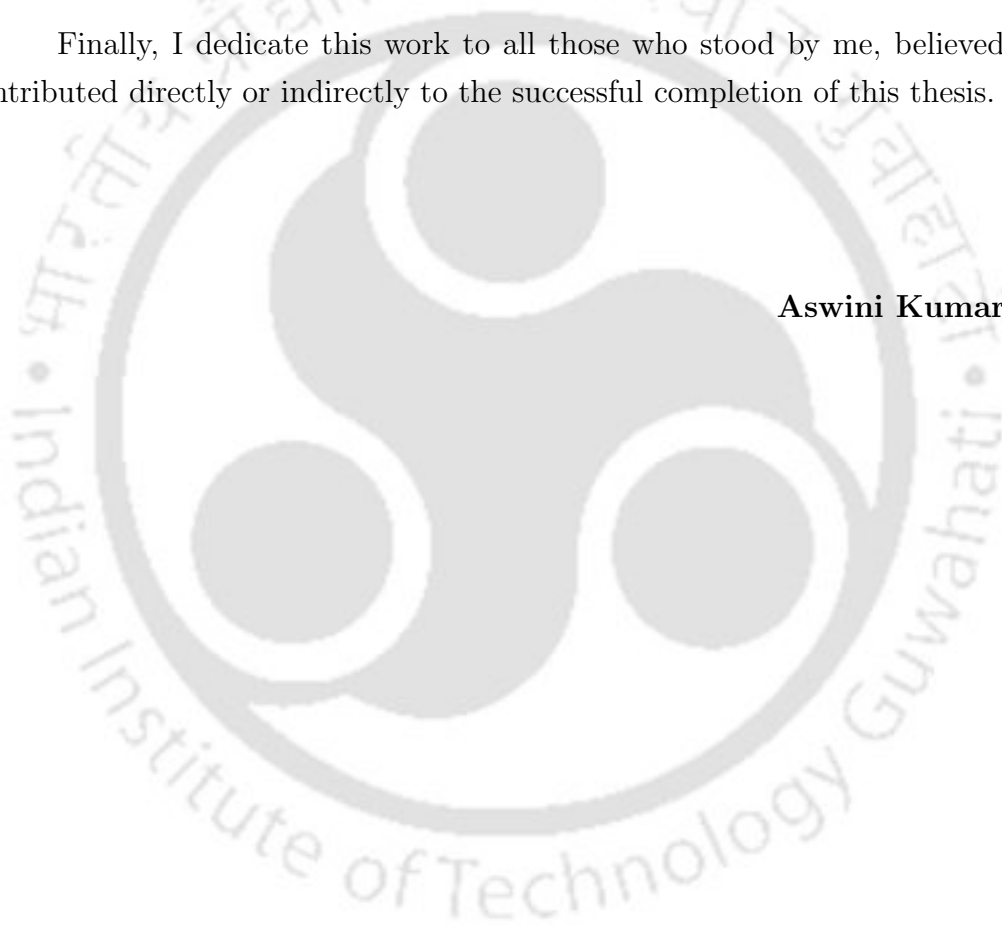 Finally, I dedicate this work to all those who stood by me, believed
ntributed directly or indirectly to the successful completion of this thesis.
Aswini Kumar
• Indian Institute of Technology Guwahati •